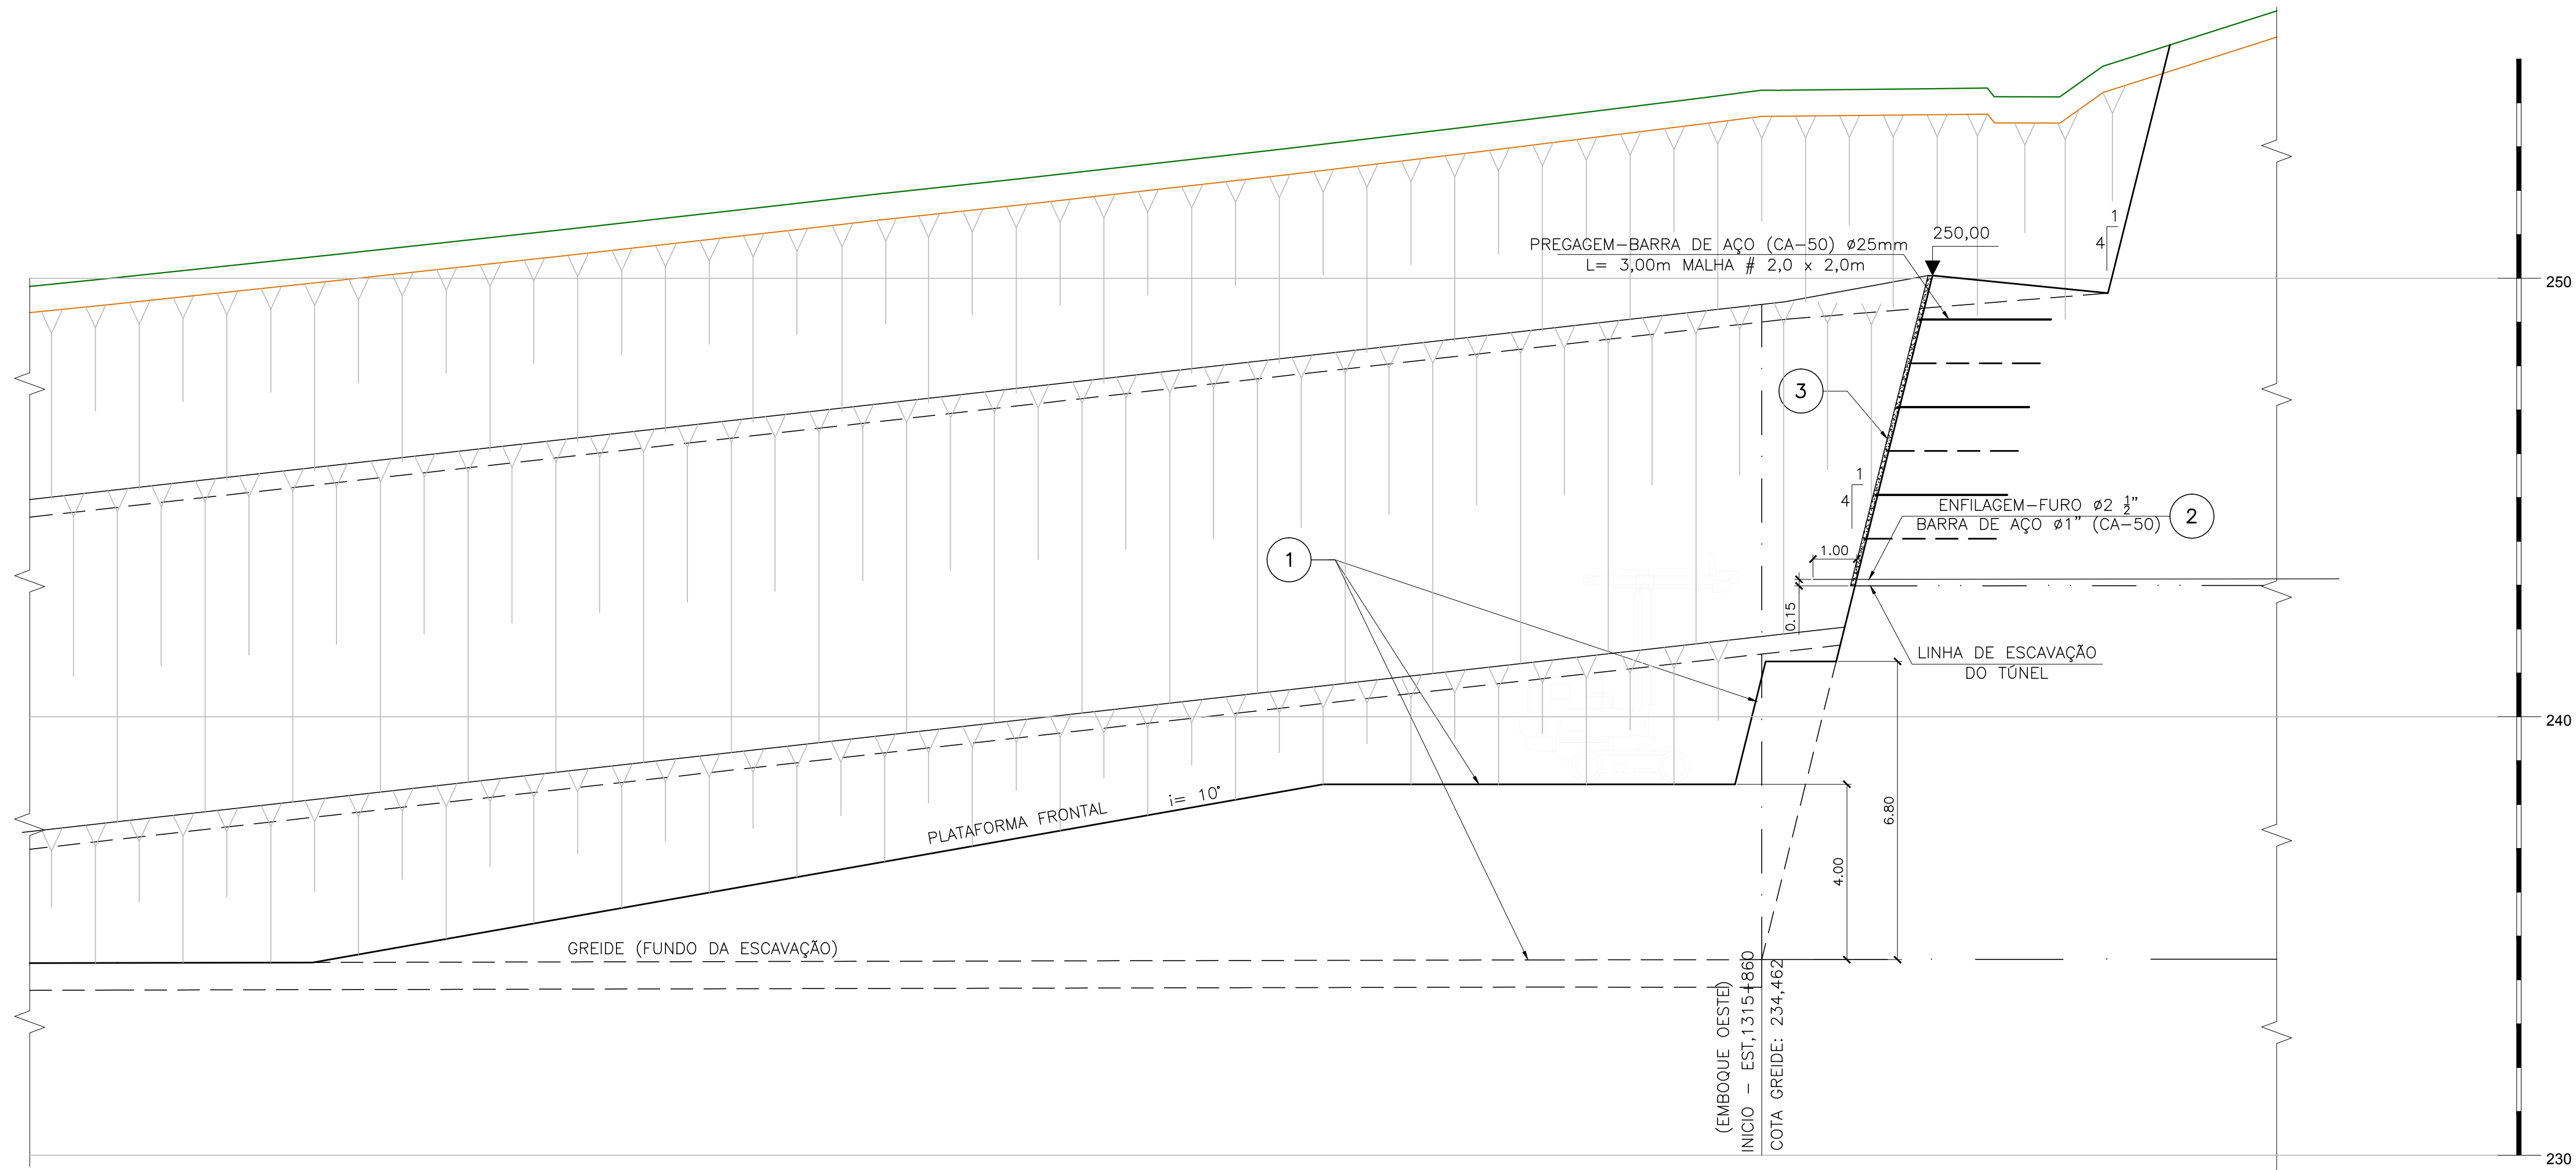 PREGAGEM-BARRA DE AÇO (CA-50) ø25mm
L= 3,00m MALHA # 2,0 x 2,0m
250,00
1
4
250
3
1
4
ENFILAGEM-FURO ø2 ½"
BARRA DE AÇO ø1" (CA-50)
2
1.00
1
0.15
LINHA DE ESCAVAÇÃO
DO TÚNEL
240
6.80
4.00
PLATAFORMA FRONTAL
i= 10°
GREIDE (FUNDO DA ESCAVAÇÃO)
(EMBOQUE OESTE)
INICIO - EST,1315+860
COTA GREIDE: 234,462
230